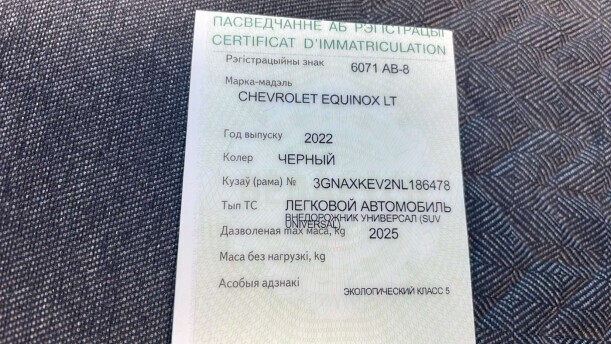 ПАСВЕДЧАННЕ АБ РЭГІСТРАЦЫІ
CERTIFICAT D'IMMATRICULATION
Рэгістрацыйны знак 6071 AB-8
Марка-мадэль
CHEVROLET EQUINOX LT
Год выпуску 2022
Колер ЧЕРНЫЙ
Кузаў (рама) № 3GNAXKEV2NL186478
Тып ТС ЛЕГКОВОЙ АВТОМОБИЛЬ
ВНЕДОРОЖНИК УНИВЕРСАЛ (SUV
UNIVERSAL)
Дазволеная max маса, kg 2025
Маса без нагрузкі, kg
Асобыя адзнакі
ЭКОЛОГИЧЕСКИЙ КЛАСС 5